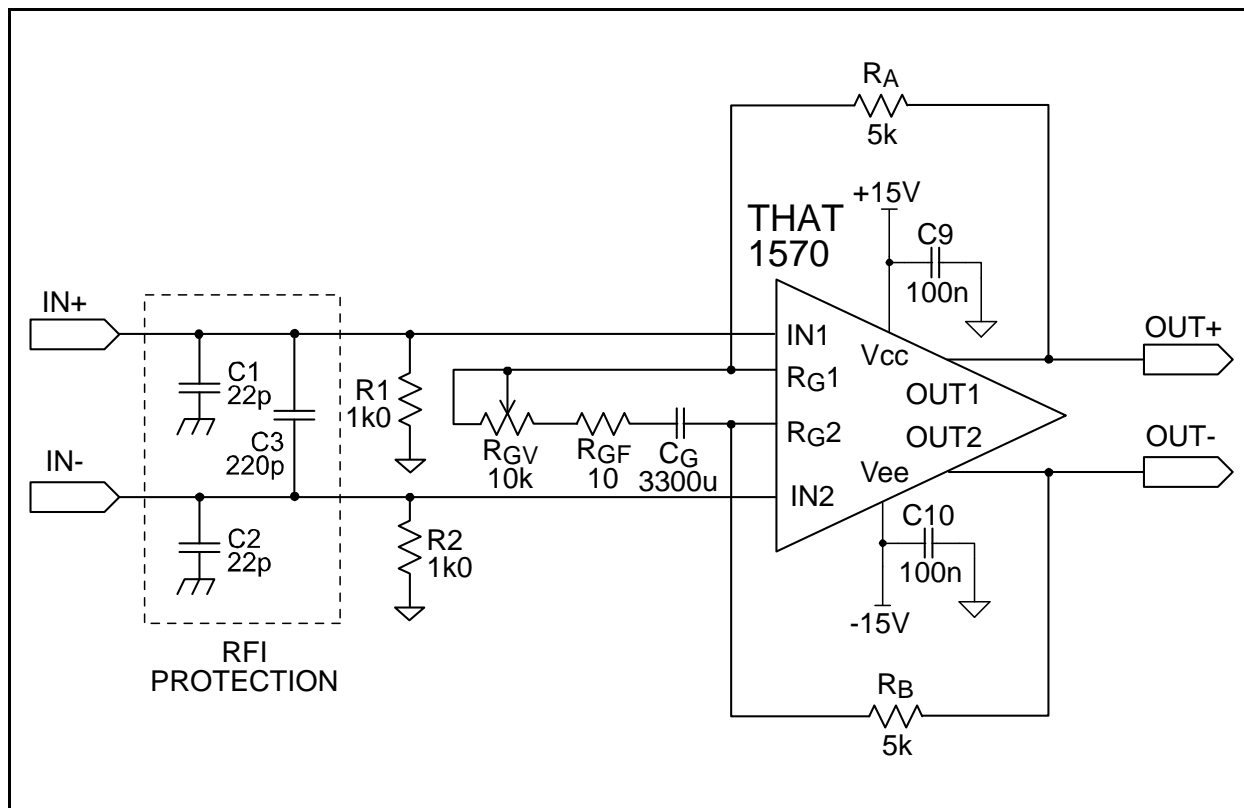 RA
5k
+15V
THAT
1570
C9
100n
IN+
IN1
Vcc
OUT+
C1
22p
R1
1k0
RG1
OUT1
C3
220p
RGV
10k
RGF
10
CG
3300u
RG2
OUT2
OUT-
IN-
IN2
Vee
C2
22p
R2
1k0
C10
100n
-15V
RFI
PROTECTION
RB
5k